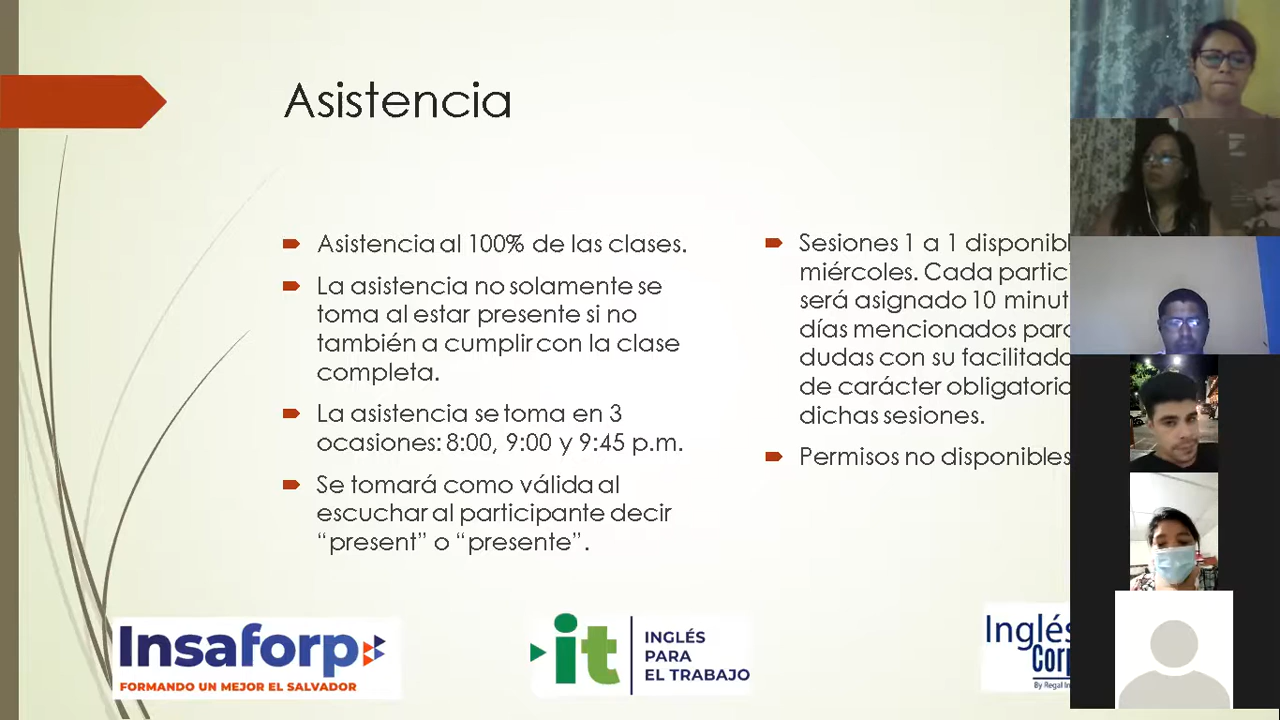 Asistencia
Asistencia al 100% de las clases.
La asistencia no solamente se
toma al estar presente si no
también a cumplir con la clase
completa.
La asistencia se toma en 3
ocasiones: 8:00, 9:00 y 9:45 p.m.
Se tomará como válida al
escuchar al participante decir
“present” o “presente”.
Sesiones 1 a 1
miércoles. Cada
será asignado 10
días mencionados
dudas con su
de carácter
dichas sesiones.
Permisos no disponibles
Insaforp
FORMANDO UN MEJOR EL SALVADOR
it
INGLÉS
PARA
EL TRABAJO
Inglés
Corp
By Regal